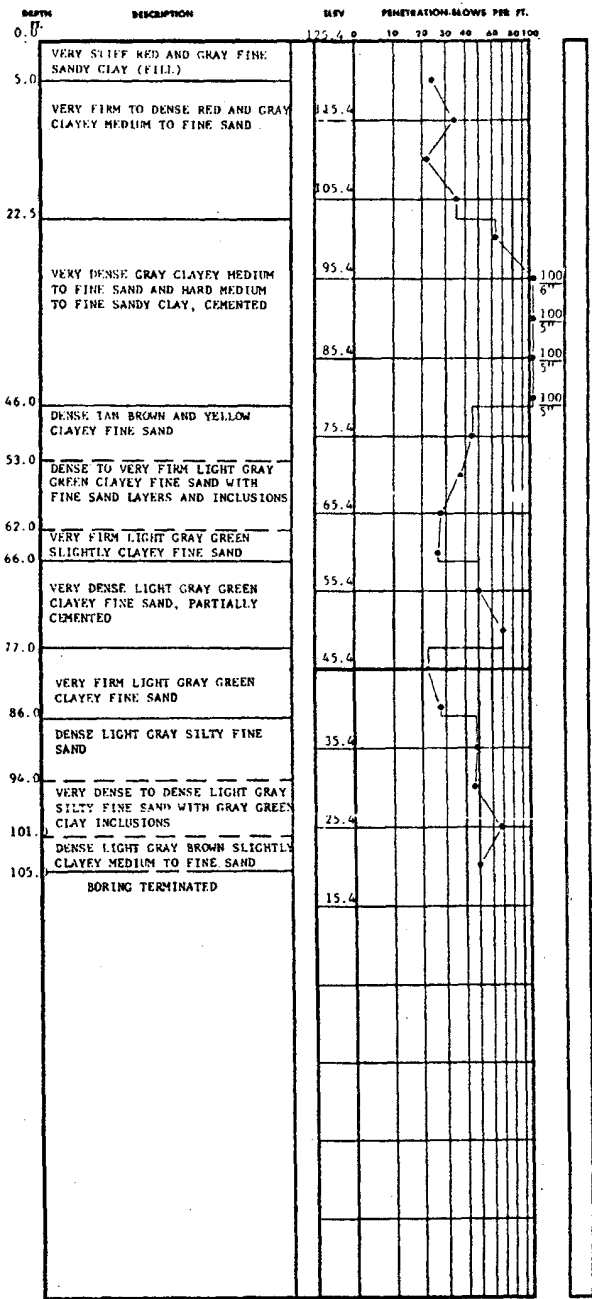 DEPTH FT. DESCRIPTION ELEV PENETRATION-BLOWS PER FT.
0.0 125.4 0 10 20 30 40 60 80 100
VERY STIFF RED AND GRAY FINE
SANDY CLAY (FILL)
5.0
VERY FIRM TO DENSE RED AND GRAY
CLAYEY MEDIUM TO FINE SAND
115.4
105.4
22.5
VERY DENSE GRAY CLAYEY MEDIUM
TO FINE SAND AND HARD MEDIUM
TO FINE SANDY CLAY, CEMENTED
95.4
100
6"
100
5"
85.4
100
5"
100
5"
46.0
DENSE TAN BROWN AND YELLOW
CLAYEY FINE SAND
75.4
53.0
DENSE TO VERY FIRM LIGHT GRAY
GREEN CLAYEY FINE SAND WITH
FINE SAND LAYERS AND INCLUSIONS
65.4
62.0
VERY FIRM LIGHT GRAY GREEN
SLIGHTLY CLAYEY FINE SAND
66.0
VERY DENSE LIGHT GRAY GREEN
CLAYEY FINE SAND, PARTIALLY
CEMENTED
55.4
77.0
45.4
VERY FIRM LIGHT GRAY GREEN
CLAYEY FINE SAND
86.0
DENSE LIGHT GRAY SILTY FINE
SAND
35.4
94.0
VERY DENSE TO DENSE LIGHT GRAY
SILTY FINE SAND WITH GRAY GREEN
CLAY INCLUSIONS
25.4
101.0
DENSE LIGHT GRAY BROWN SLIGHTLY
CLAYEY MEDIUM TO FINE SAND
105.0
BORING TERMINATED
15.4